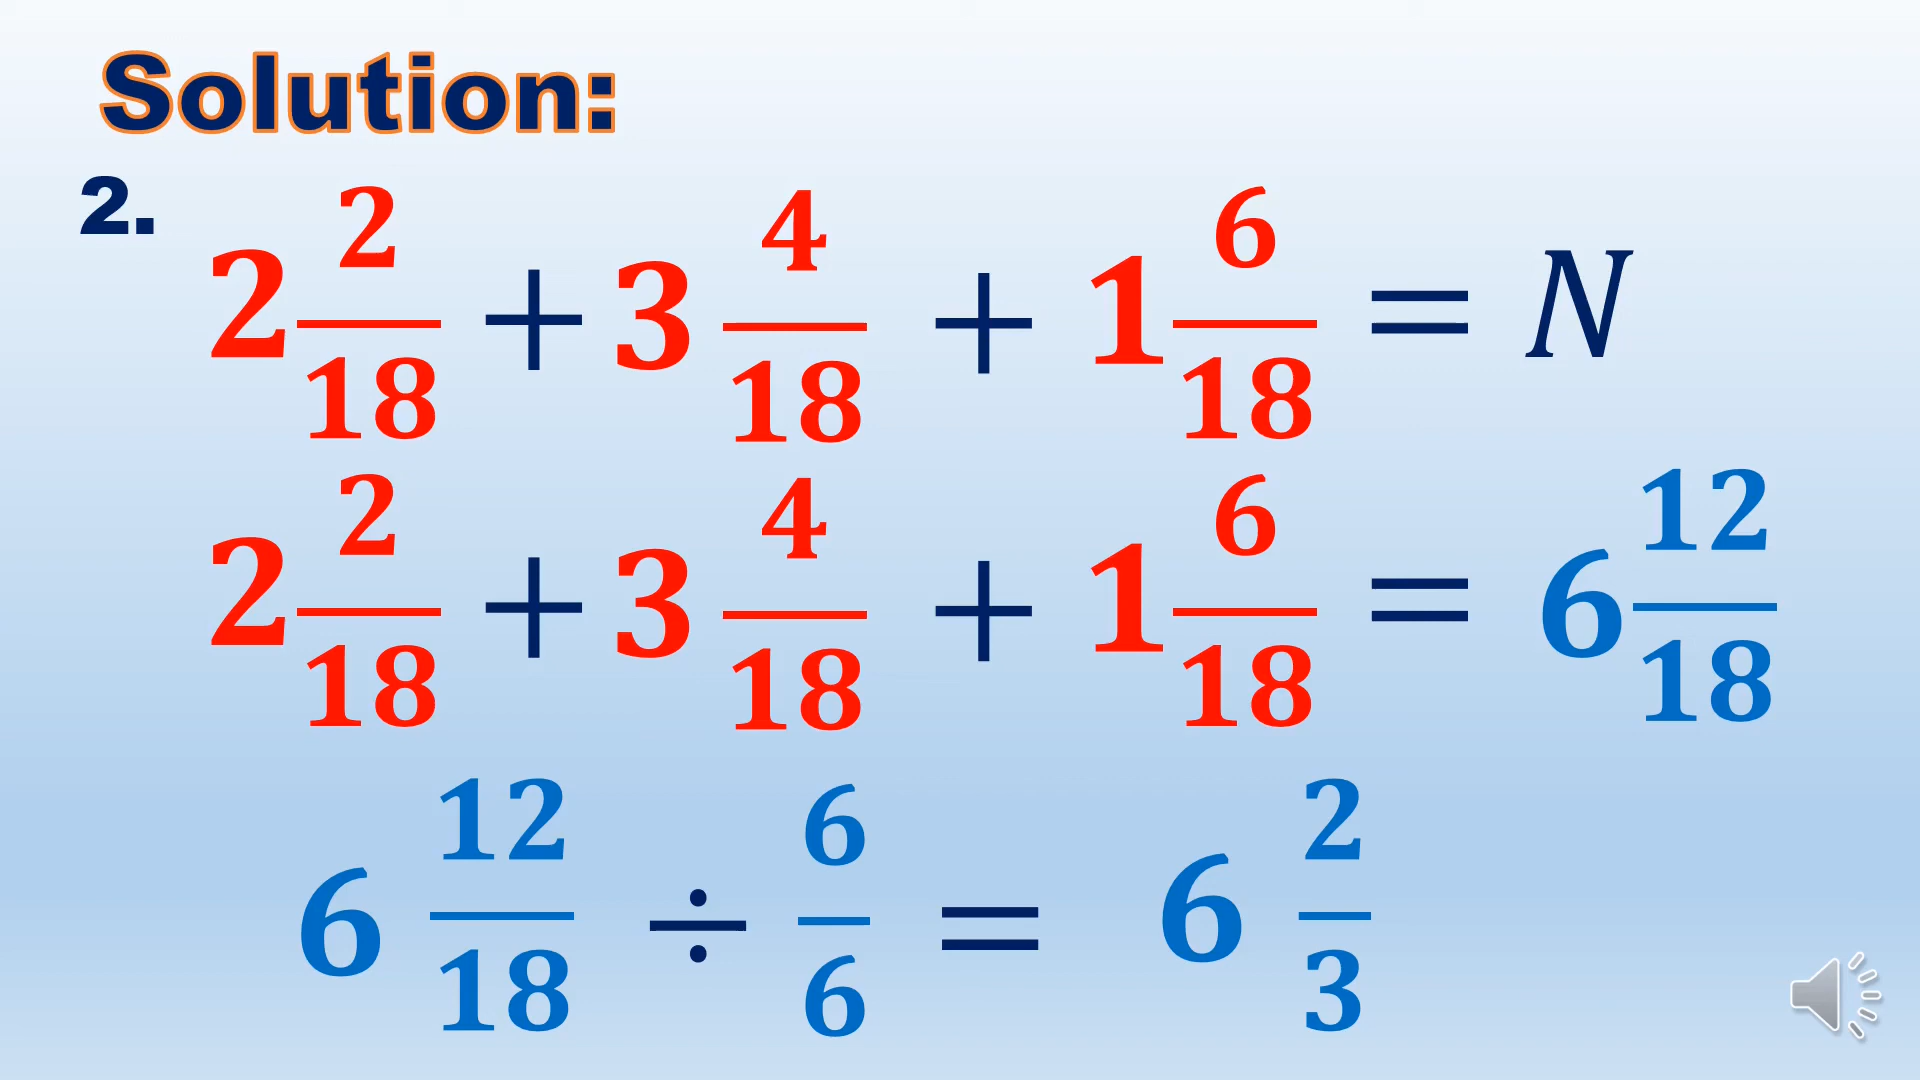 Solution:
2. 2 2/18 + 3 4/18 + 1 6/18 = N
2 2/18 + 3 4/18 + 1 6/18 = 6 12/18
6 12/18 ÷ 6/6 = 6 2/3